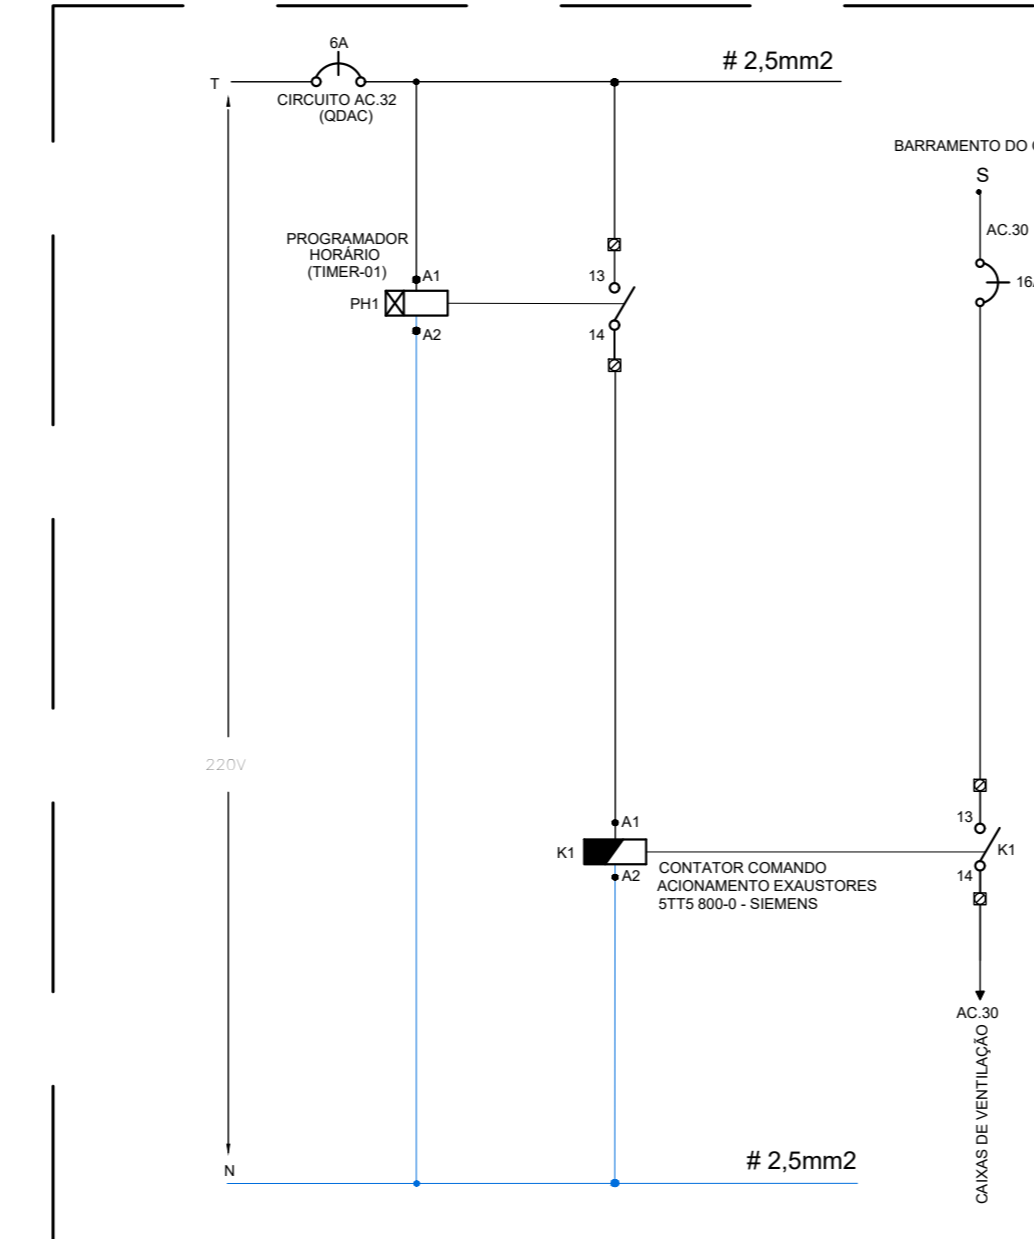 6A
# 2,5mm2
T
CIRCUITO AC.32
(QDAC)
BARRAMENTO DO
S
AC.30
16
PROGRAMADOR
HORÁRIO
(TIMER-01)
A1
PH1
A2
13
14
220V
A1
K1
A2
CONTATOR COMANDO
ACIONAMENTO EXAUSTORES
5TT5 800-0 - SIEMENS
13
K1
14
AC.30
CAIXAS DE VENTILAÇÃO
# 2,5mm2
N